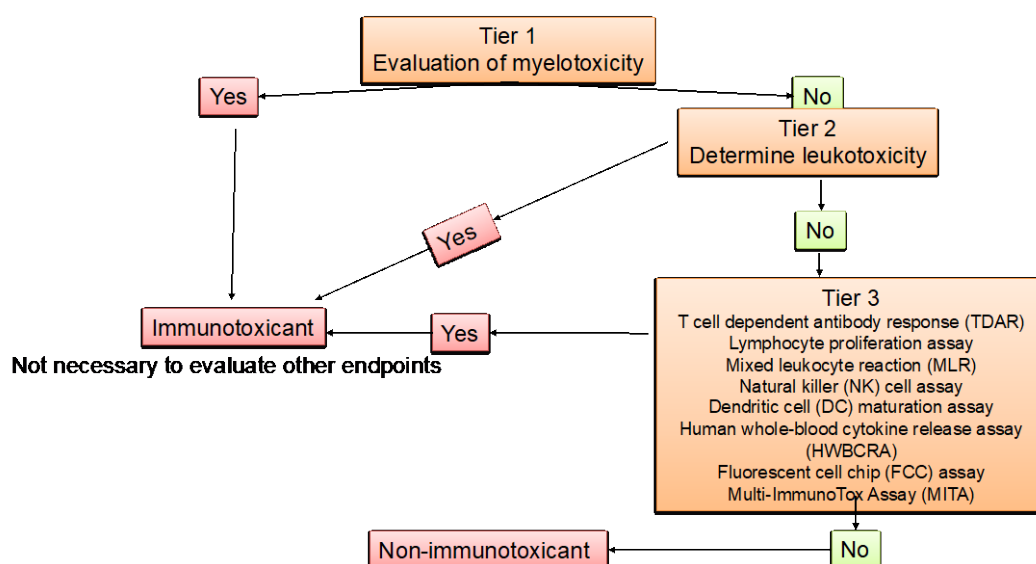 Tier 1
Evaluation of myelotoxicity
Yes
No
Tier 2
Determine leukotoxicity
Yes
No
Tier 3
T cell dependent antibody response (TDAR)
Lymphocyte proliferation assay
Mixed leukocyte reaction (MLR)
Natural killer (NK) cell assay
Dendritic cell (DC) maturation assay
Human whole-blood cytokine release assay
(HWBCRA)
Fluorescent cell chip (FCC) assay
Multi-ImmunoTox Assay (MITA)
Yes
Immunotoxicant
Not necessary to evaluate other endpoints
No
Non-immunotoxicant